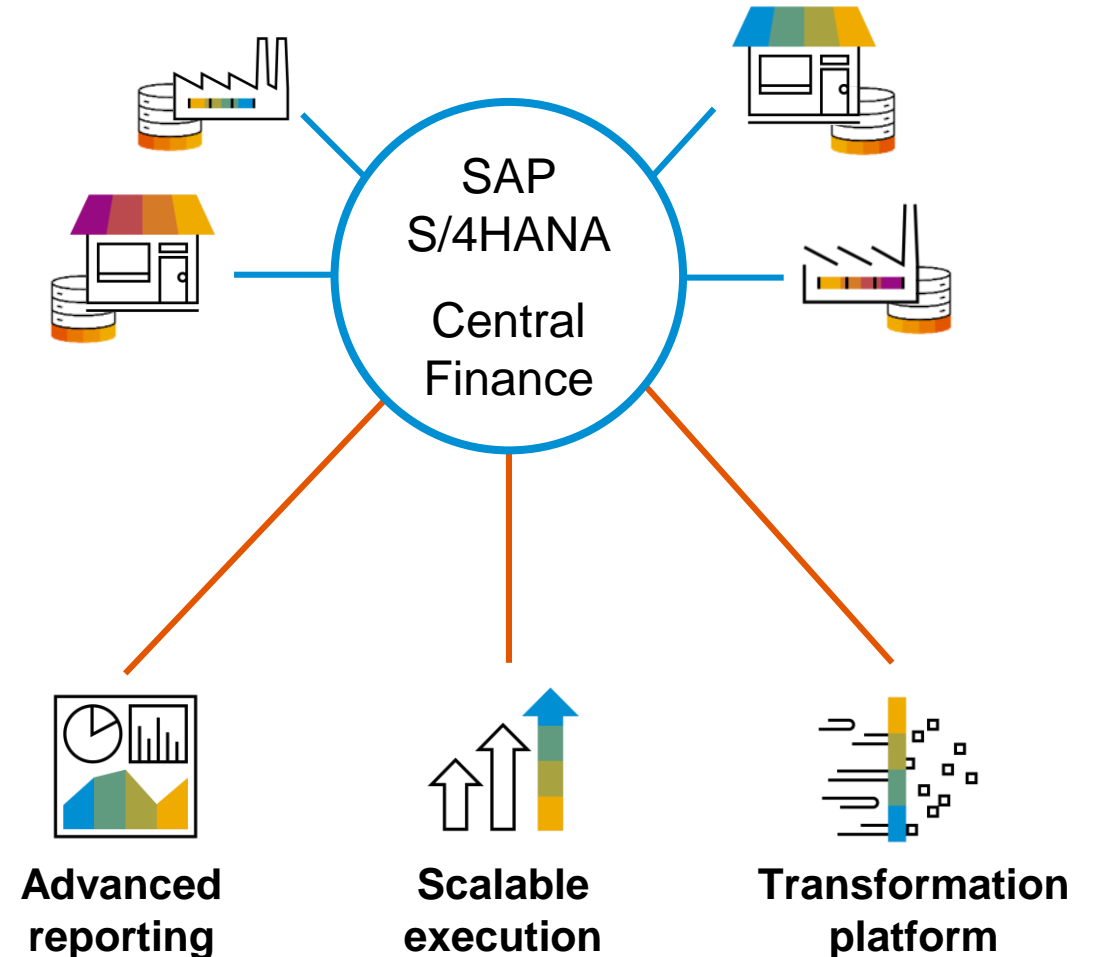 SAP
S/4HANA
Central
Finance
Advanced
reporting
Scalable
execution
Transformation
platform